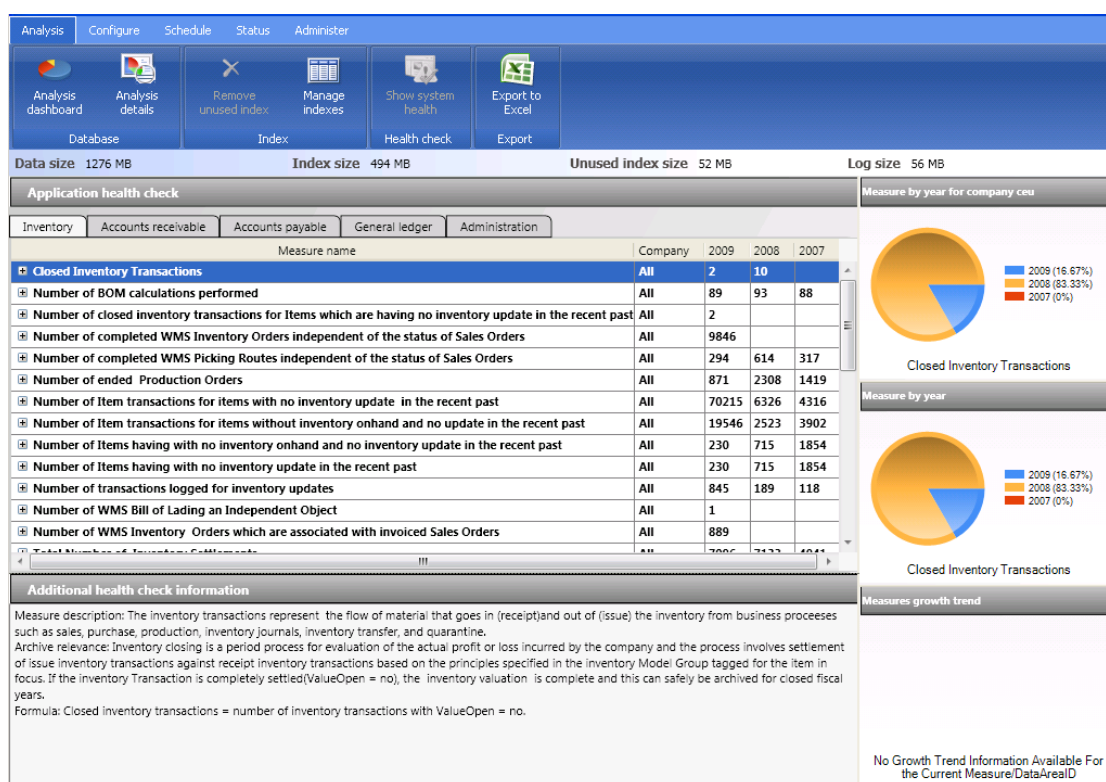 Analysis Configure Schedule Status Administer
Analysis dashboard
Analysis details
Remove unused index
Manage indexes
Show system health
Export to Excel
Database Index Health check Export
Data size 1276 MB Index size 494 MB Unused index size 52 MB Log size 56 MB
Application health check
Inventory Accounts receivable Accounts payable General ledger Administration
Measure name Company 2009 2008 2007
Closed Inventory Transactions All 2 10
Number of BOM calculations performed All 89 93 88
Number of closed inventory transactions for Items which are having no inventory update in the recent past All 2
Number of completed WMS Inventory Orders independent of the status of Sales Orders All 9846
Number of completed WMS Picking Routes independent of the status of Sales Orders All 294 614 317
Number of ended Production Orders All 871 2308 1419
Number of Item transactions for items with no inventory update in the recent past All 70215 6326 4316
Number of Item transactions for items without inventory onhand and no update in the recent past All 19546 2523 3902
Number of Items having with no inventory onhand and no inventory update in the recent past All 230 715 1854
Number of Items having with no inventory update in the recent past All 230 715 1854
Number of transactions logged for inventory updates All 845 189 118
Number of WMS Bill of Lading an Independent Object All 1
Number of WMS Inventory Orders which are associated with invoiced Sales Orders All 889
Total Number of Inventory Settlements All
Additional health check information
Measure description: The inventory transactions represent the flow of material that goes in (receipt)and out of (issue) the inventory from business proceeses
such as sales, purchase, production, inventory journals, inventory transfer, and quarantine.
Archive relevance: Inventory closing is a period process for evaluation of the actual profit or loss incurred by the company and the process involves settlement
of issue inventory transactions against receipt inventory transactions based on the principles specified in the inventory Model Group tagged for the item in
focus. If the inventory Transaction is completely settled(ValueOpen = no), the inventory valuation is complete and this can safely be archived for closed fiscal
years.
Formula: Closed inventory transactions = number of inventory transactions with ValueOpen = no.
Measure by year for company ceu
2009 (16.67%)
2008 (83.33%)
2007 (0%)
Closed Inventory Transactions
Measure by year
2009 (16.67%)
2008 (83.33%)
2007 (0%)
Closed Inventory Transactions
Measures growth trend
No Growth Trend Information Available For
the Current Measure/DataAreaID